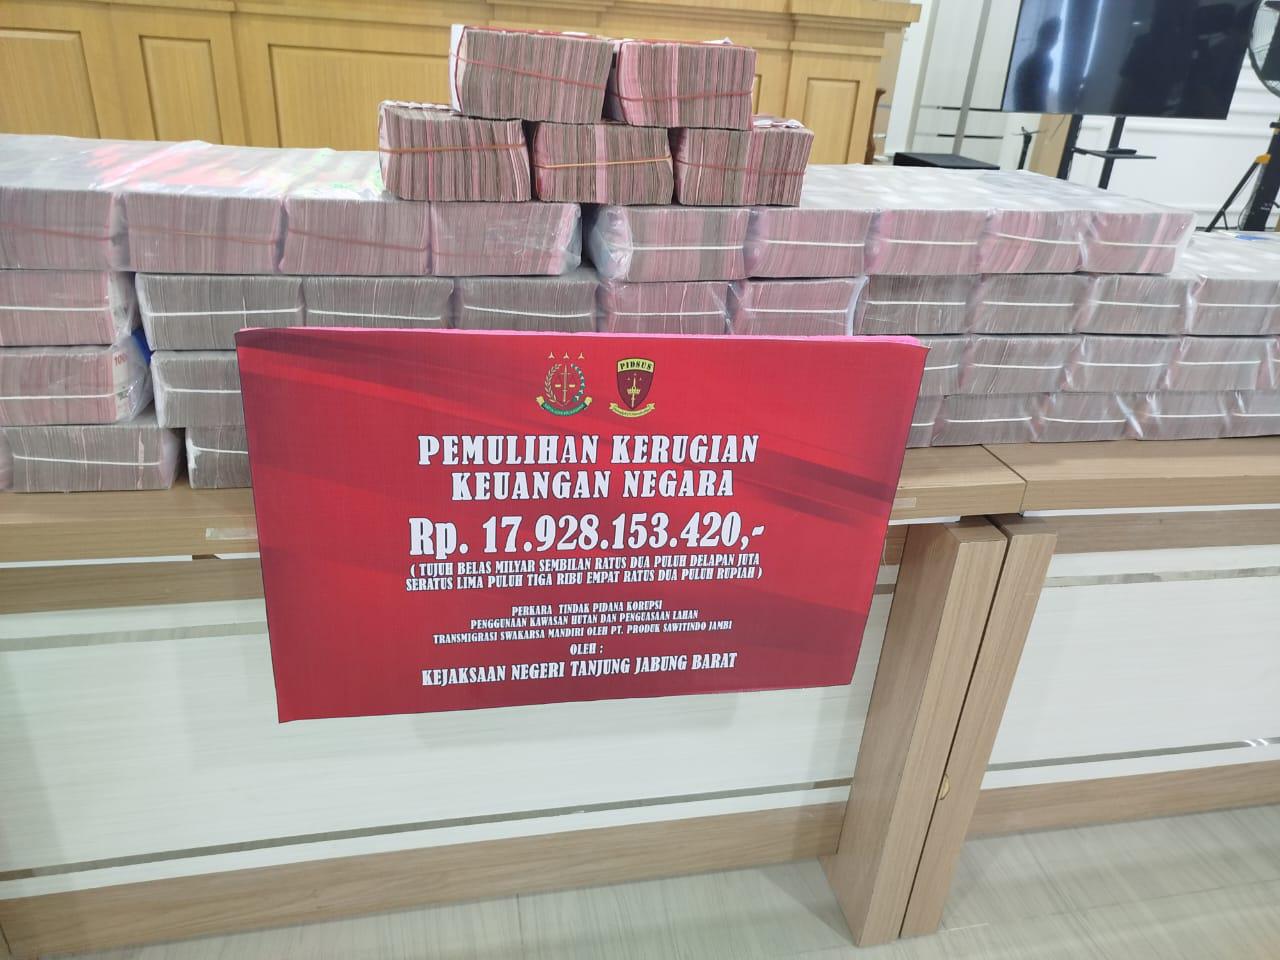 PIDSUS
PEMULIHAN KERUGIAN
KEUANGAN NEGARA
Rp. 17.928.153.420,-
( TUJUH BELAS MILYAR SEMBILAN RATUS DUA PULUH DELAPAN JUTA
SERATUS LIMA PULUH TIGA RIBU EMPAT RATUS DUA PULUH RUPIAH )
PERKARA TINDAK PIDANA KORUPSI
PENGGUNAAN KAWASAN HUTAN DAN PENGUASAAN LAHAN
TRANSMIGRASI SWAKARSA MANDIRI OLEH PT. PRODUK SAWITINDO JAMBI
OLEH :
KEJAKSAAN NEGERI TANJUNG JABUNG BARAT